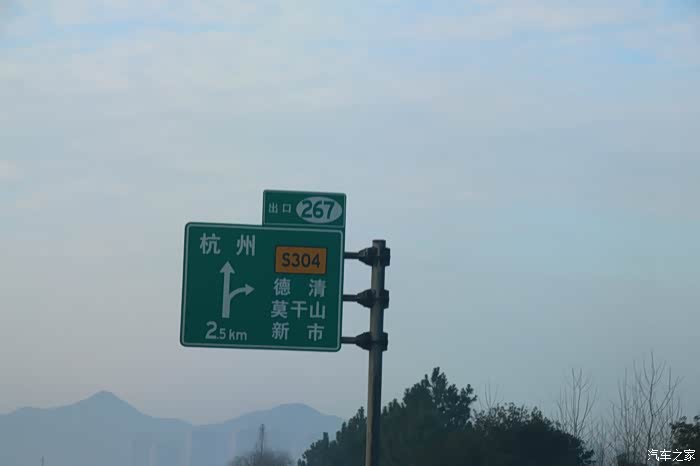 出口 267
杭州
S304
德清
莫干山
新市
2.5km
汽车之家